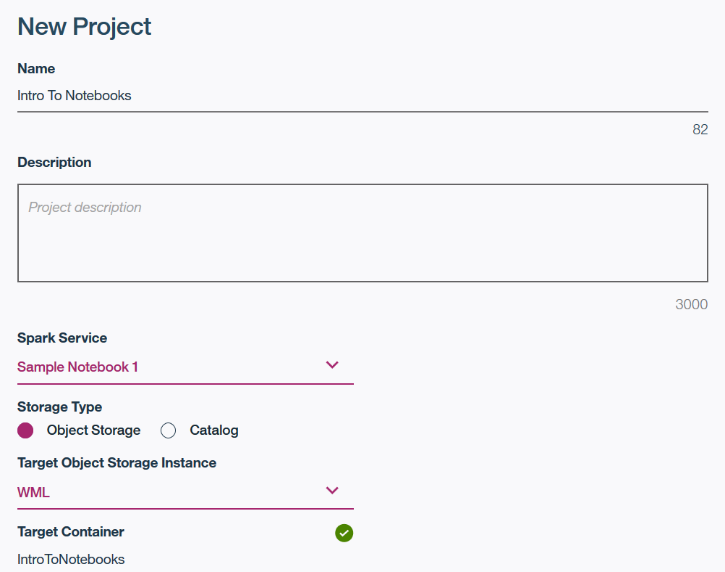 New Project
Name
Intro To Notebooks
82
Description
Project description
3000
Spark Service
Sample Notebook 1
Storage Type
Object Storage Catalog
Target Object Storage Instance
WML
Target Container
IntroToNotebooks